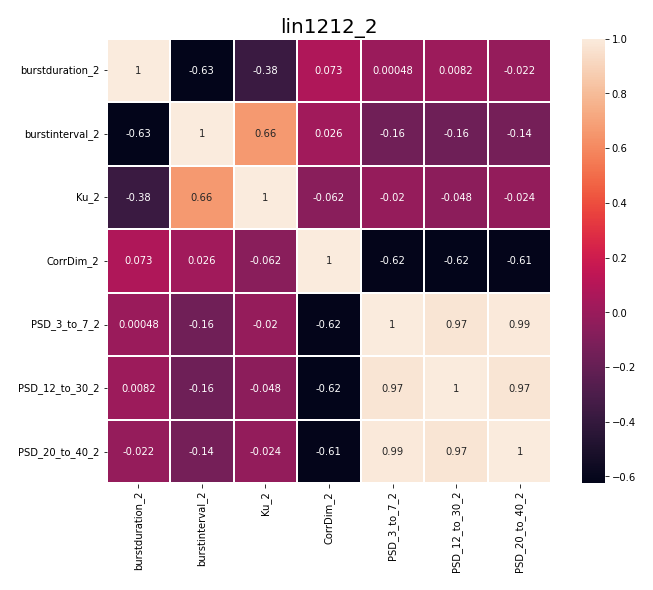 lin1212_2
burstduration_2 1 -0.63 -0.38 0.073 0.00048 0.0082 -0.022
burstinterval_2 -0.63 1 0.66 0.026 -0.16 -0.16 -0.14
Ku_2 -0.38 0.66 1 -0.062 -0.02 -0.048 -0.024
CorrDim_2 0.073 0.026 -0.062 1 -0.62 -0.62 -0.61
PSD_3_to_7_2 0.00048 -0.16 -0.02 -0.62 1 0.97 0.99
PSD_12_to_30_2 0.0082 -0.16 -0.048 -0.62 0.97 1 0.97
PSD_20_to_40_2 -0.022 -0.14 -0.024 -0.61 0.99 0.97 1
burstduration_2
burstinterval_2
Ku_2
CorrDim_2
PSD_3_to_7_2
PSD_12_to_30_2
PSD_20_to_40_2
1.0
0.8
0.6
0.4
0.2
0.0
−0.2
−0.4
−0.6